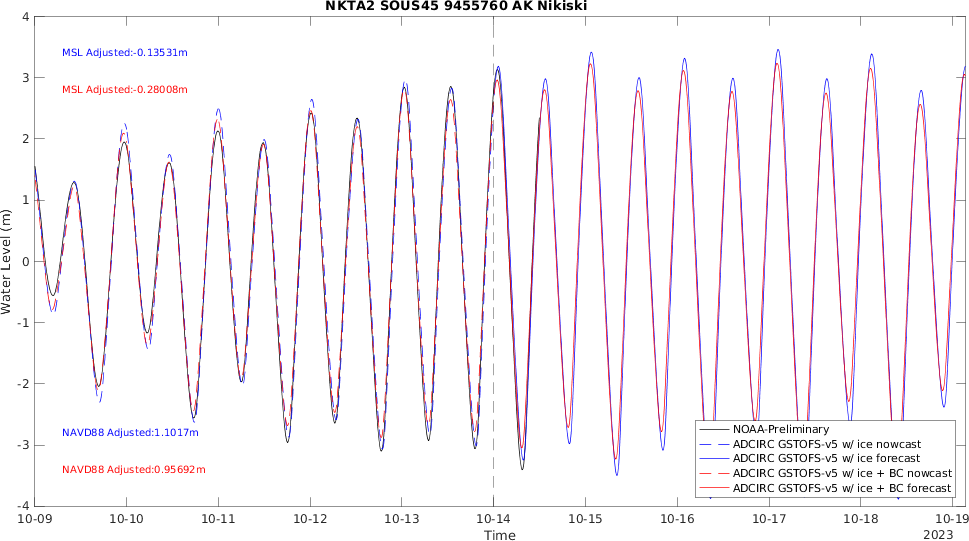 NKTA2 SOUS45 9455760 AK Nikiski
Water Level (m)
4
3
2
1
0
-1
-2
-3
-4
MSL Adjusted:-0.13531m
MSL Adjusted:-0.28008m
NAVD88 Adjusted:1.1017m
NAVD88 Adjusted:0.95692m
NOAA-Preliminary
ADCIRC GSTOFS-v5 w/ ice nowcast
ADCIRC GSTOFS-v5 w/ ice forecast
ADCIRC GSTOFS-v5 w/ ice + BC nowcast
ADCIRC GSTOFS-v5 w/ ice + BC forecast
10-09 10-10 10-11 10-12 10-13 10-14 10-15 10-16 10-17 10-18 10-19
Time
2023